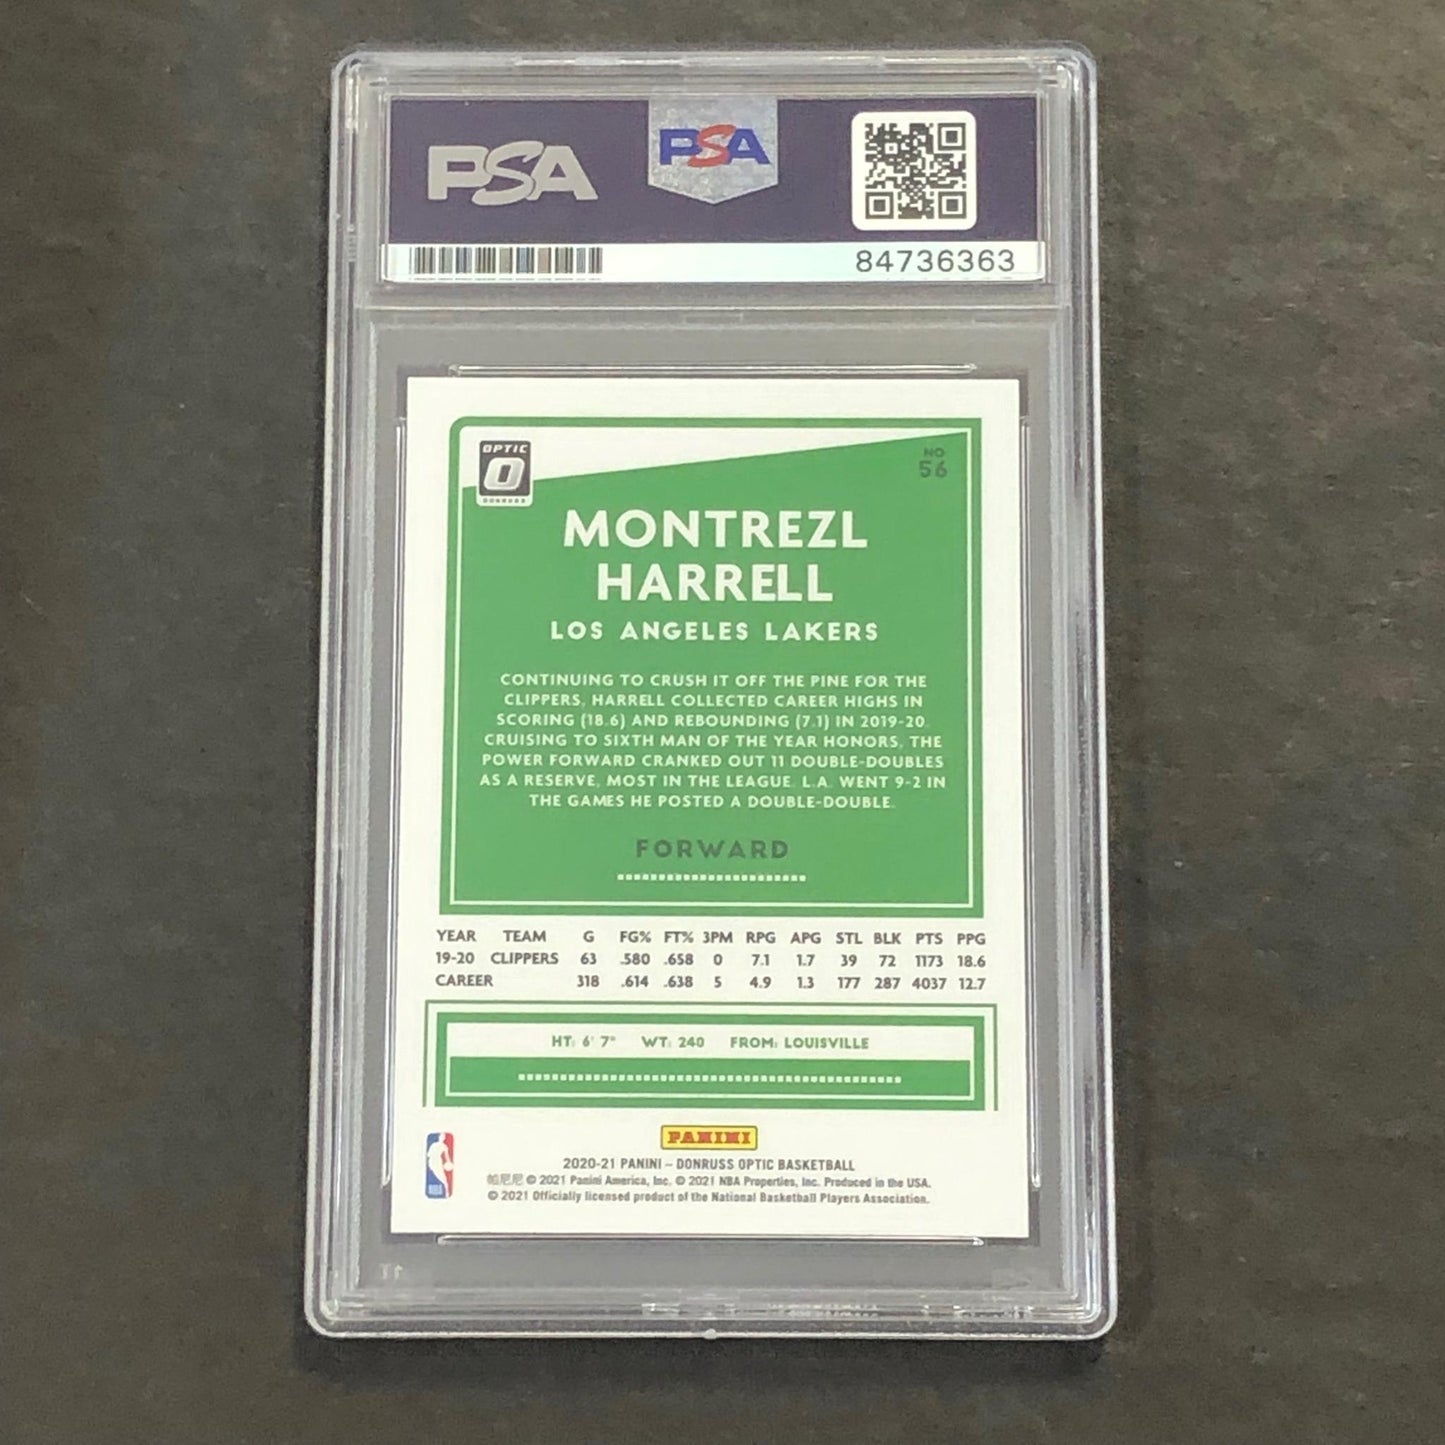 PSA PSA
84736363
OPTIC
DONRUSS
NO
56
MONTREZL
HARRELL
LOS ANGELES LAKERS
CONTINUING TO CRUSH IT OFF THE PINE FOR THE
CLIPPERS, HARRELL COLLECTED CAREER HIGHS IN
SCORING (18.6) AND REBOUNDING (7.1) IN 2019-20.
CRUISING TO SIXTH MAN OF THE YEAR HONORS, THE
POWER FORWARD CRANKED OUT 11 DOUBLE-DOUBLES
AS A RESERVE, MOST IN THE LEAGUE. L.A. WENT 9-2 IN
THE GAMES HE POSTED A DOUBLE-DOUBLE.
FORWARD
YEAR TEAM G FG% FT% 3PM RPG APG STL BLK PTS PPG
19-20 CLIPPERS 63 .580 .658 0 7.1 1.7 39 72 1173 18.6
CAREER 318 .614 .638 5 4.9 1.3 177 287 4037 12.7
HT: 6' 7" WT: 240 FROM: LOUISVILLE
PANINI
NBA
2020-21 PANINI – DONRUSS OPTIC BASKETBALL
帕尼尼 © 2021 Panini America, Inc. © 2021 NBA Properties, Inc. Produced in the USA.
© 2021 Officially licensed product of the National Basketball Players Association.